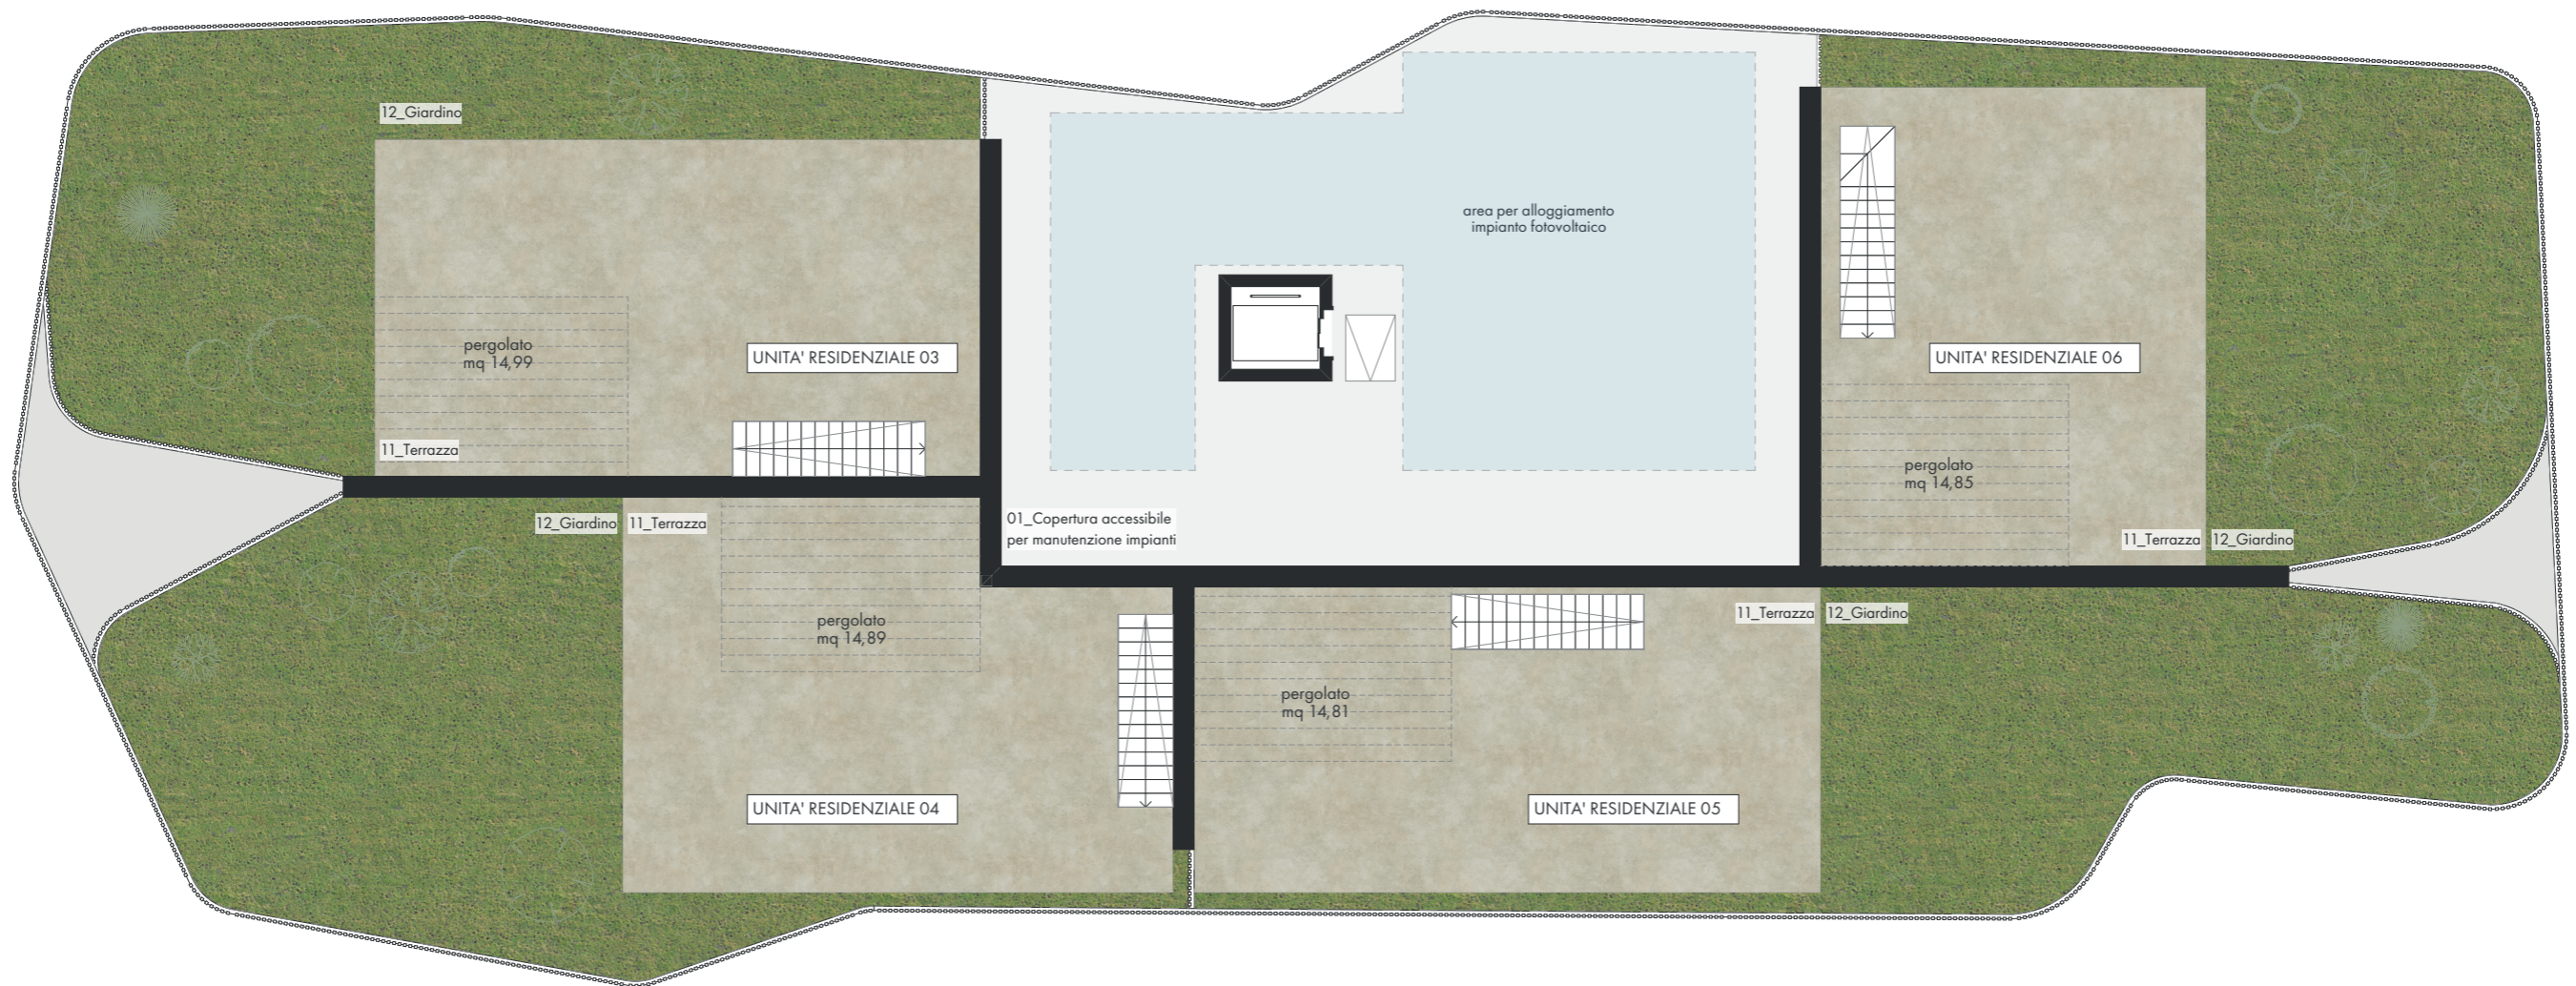 12_Giardino
area per alloggiamento
impianto fotovoltaico
pergolato
mq 14,99
UNITA' RESIDENZIALE 03
11_Terrazza
UNITA' RESIDENZIALE 06
pergolato
mq 14,85
11_Terrazza
12_Giardino
12_Giardino
11_Terrazza
01_Copertura accessibile
per manutenzione impianti
pergolato
mq 14,89
UNITA' RESIDENZIALE 04
11_Terrazza
12_Giardino
pergolato
mq 14,81
UNITA' RESIDENZIALE 05